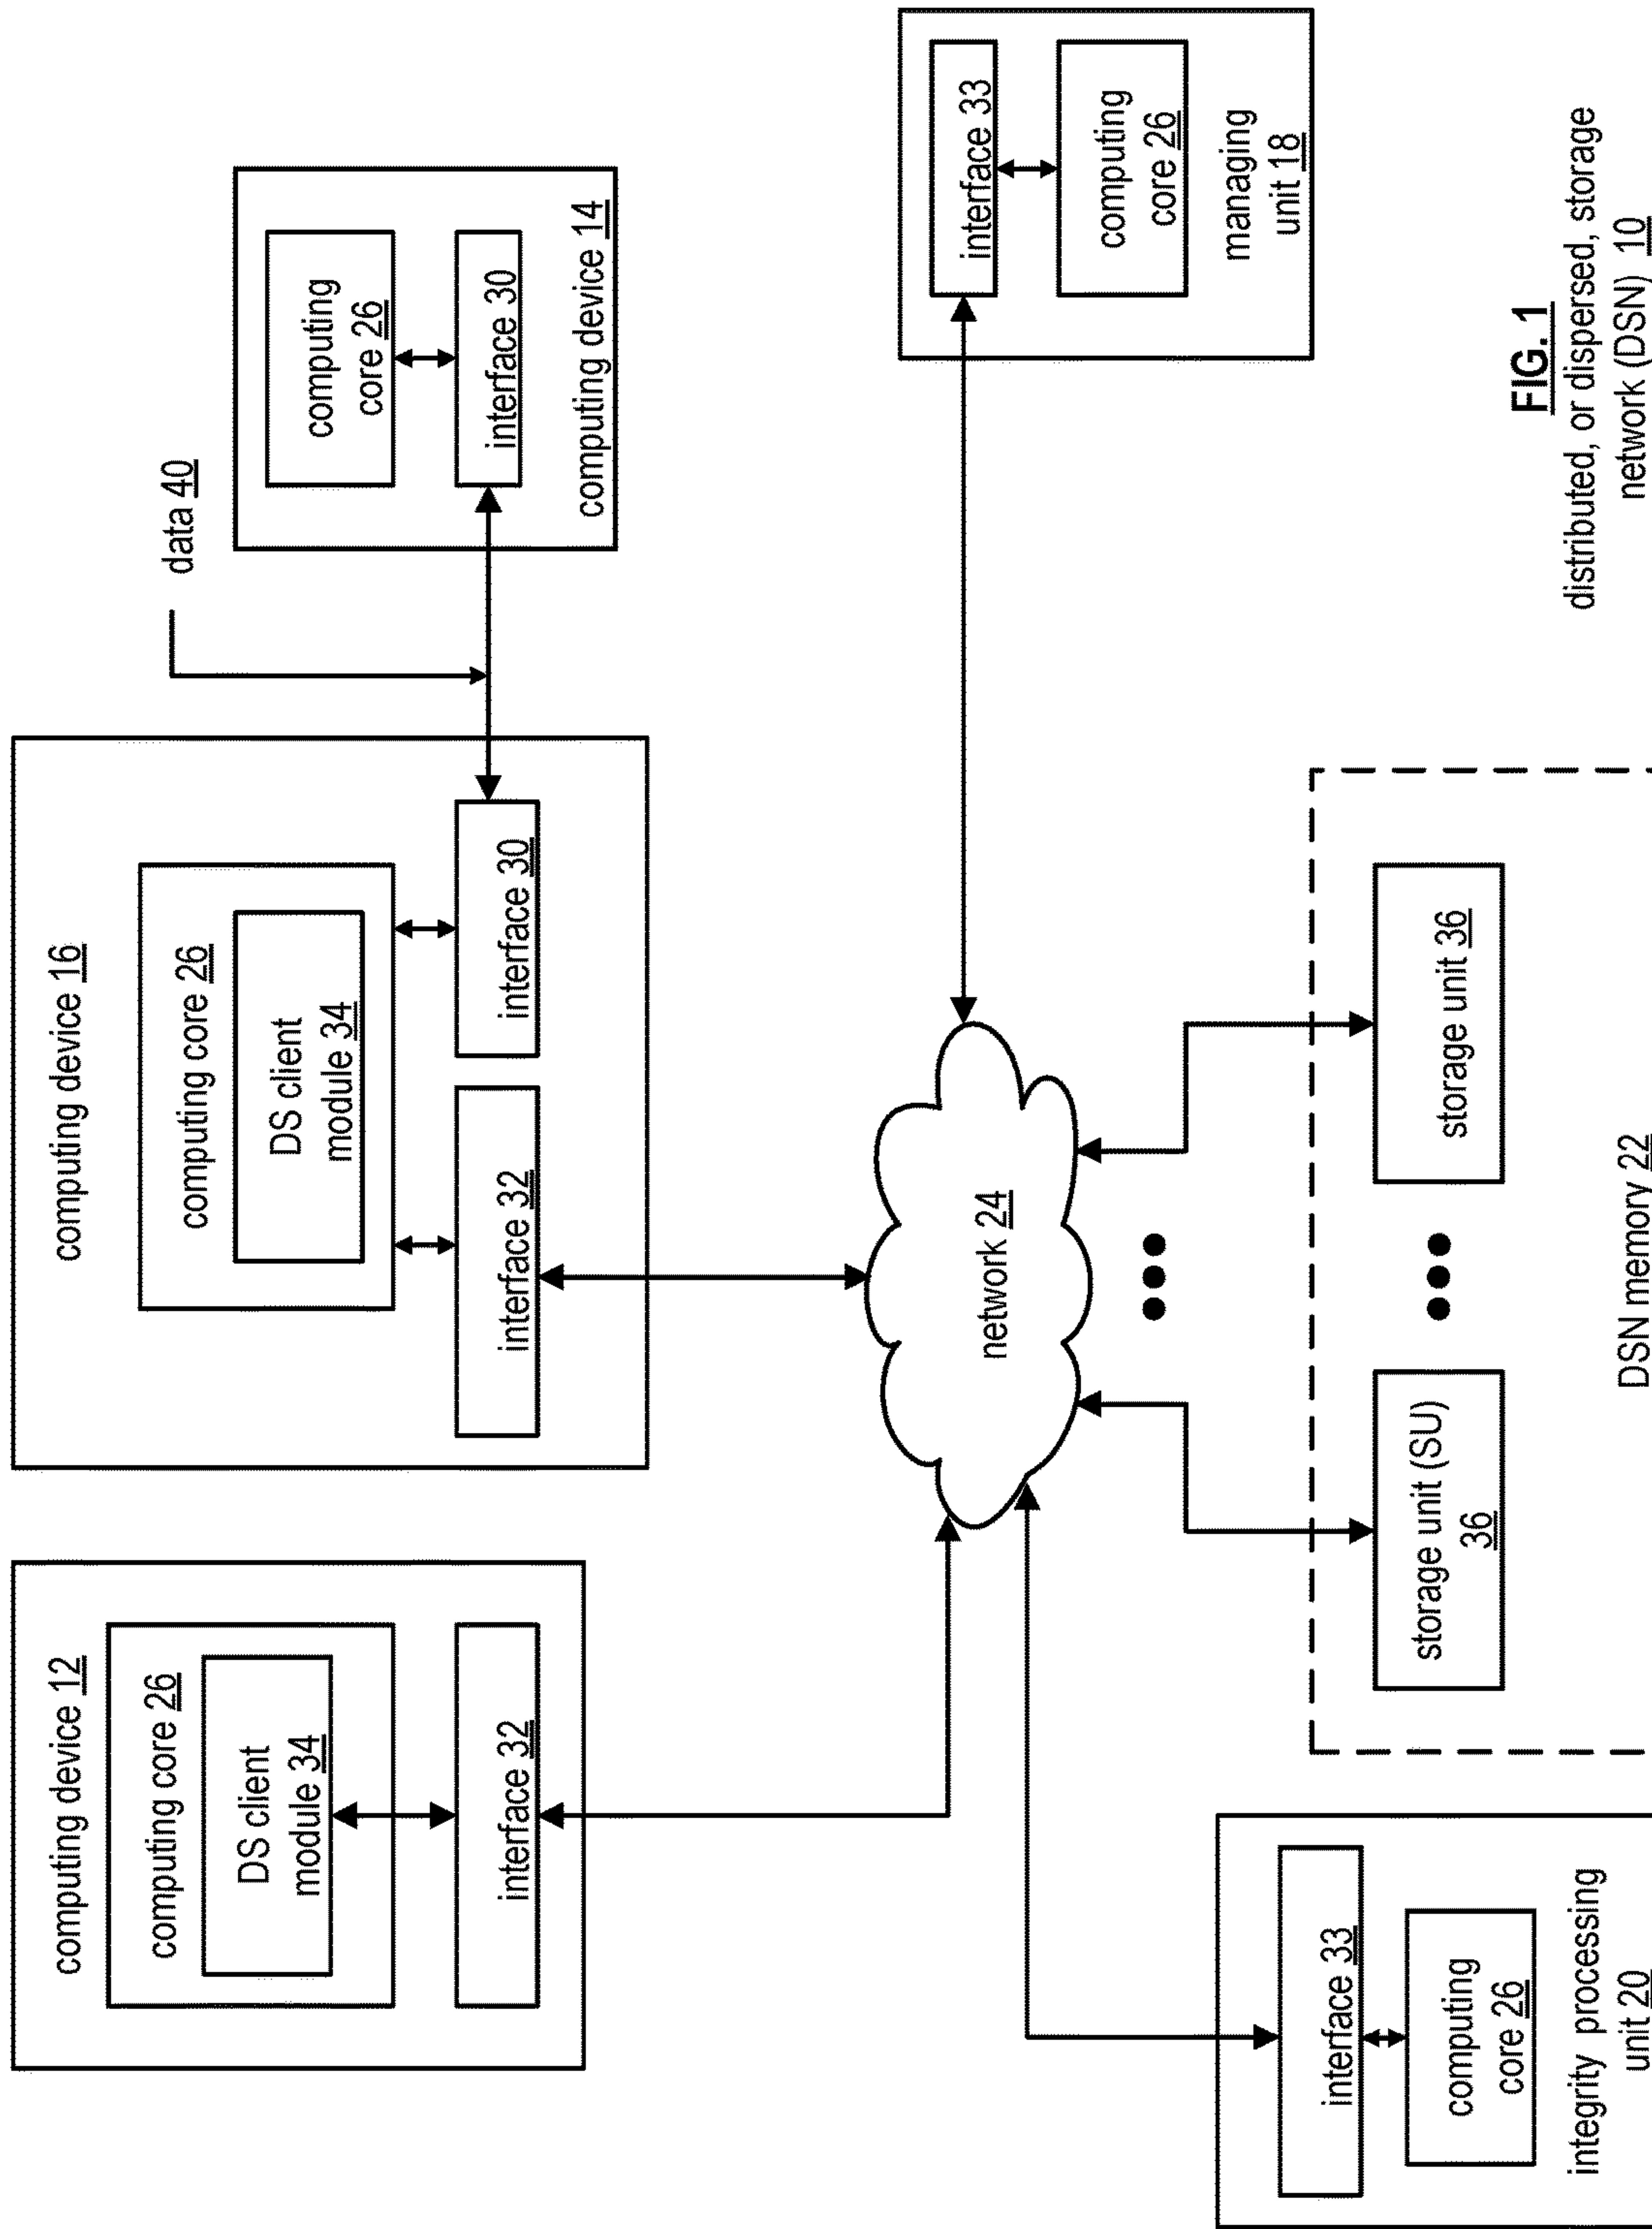 computing device 12
computing core 26
DS client
module 34
interface 32
computing device 16
computing core 26
DS client
module 34
interface 32
interface 30
data 40
computing
core 26
interface 30
computing device 14
network 24
interface 33
computing
core 26
managing
unit 18
interface 33
computing
core 26
integrity processing
unit 20
storage unit (SU)
36
storage unit 36
DSN memory 22
FIG. 1
distributed, or dispersed, storage
network (DSN) 10